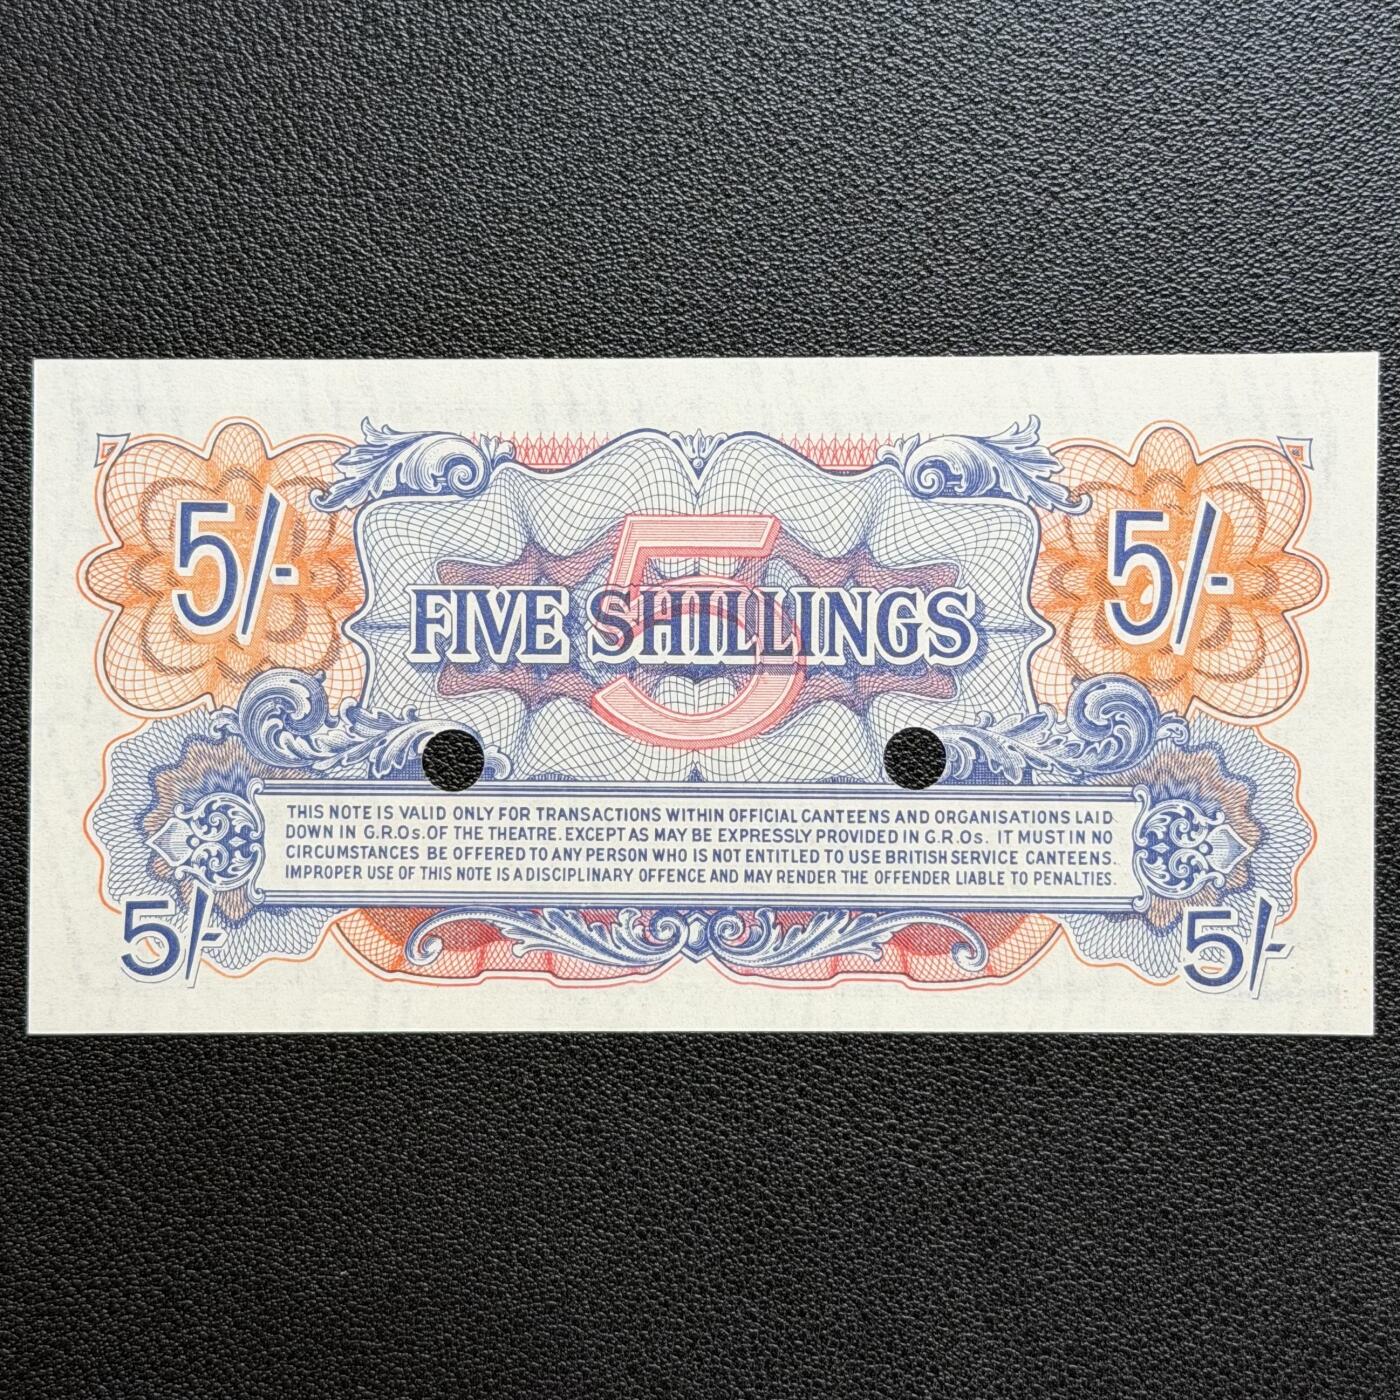 5/-
5/-
5
FIVE SHILLINGS
THIS NOTE IS VALID ONLY FOR TRANSACTIONS WITHIN OFFICIAL CANTEENS AND ORGANISATIONS LAID
DOWN IN G.R.Os. OF THE THEATRE. EXCEPT AS MAY BE EXPRESSLY PROVIDED IN G.R.Os. IT MUST IN NO
CIRCUMSTANCES BE OFFERED TO ANY PERSON WHO IS NOT ENTITLED TO USE BRITISH SERVICE CANTEENS.
IMPROPER USE OF THIS NOTE IS A DISCIPLINARY OFFENCE AND MAY RENDER THE OFFENDER LIABLE TO PENALTIES.
5/-
5/-